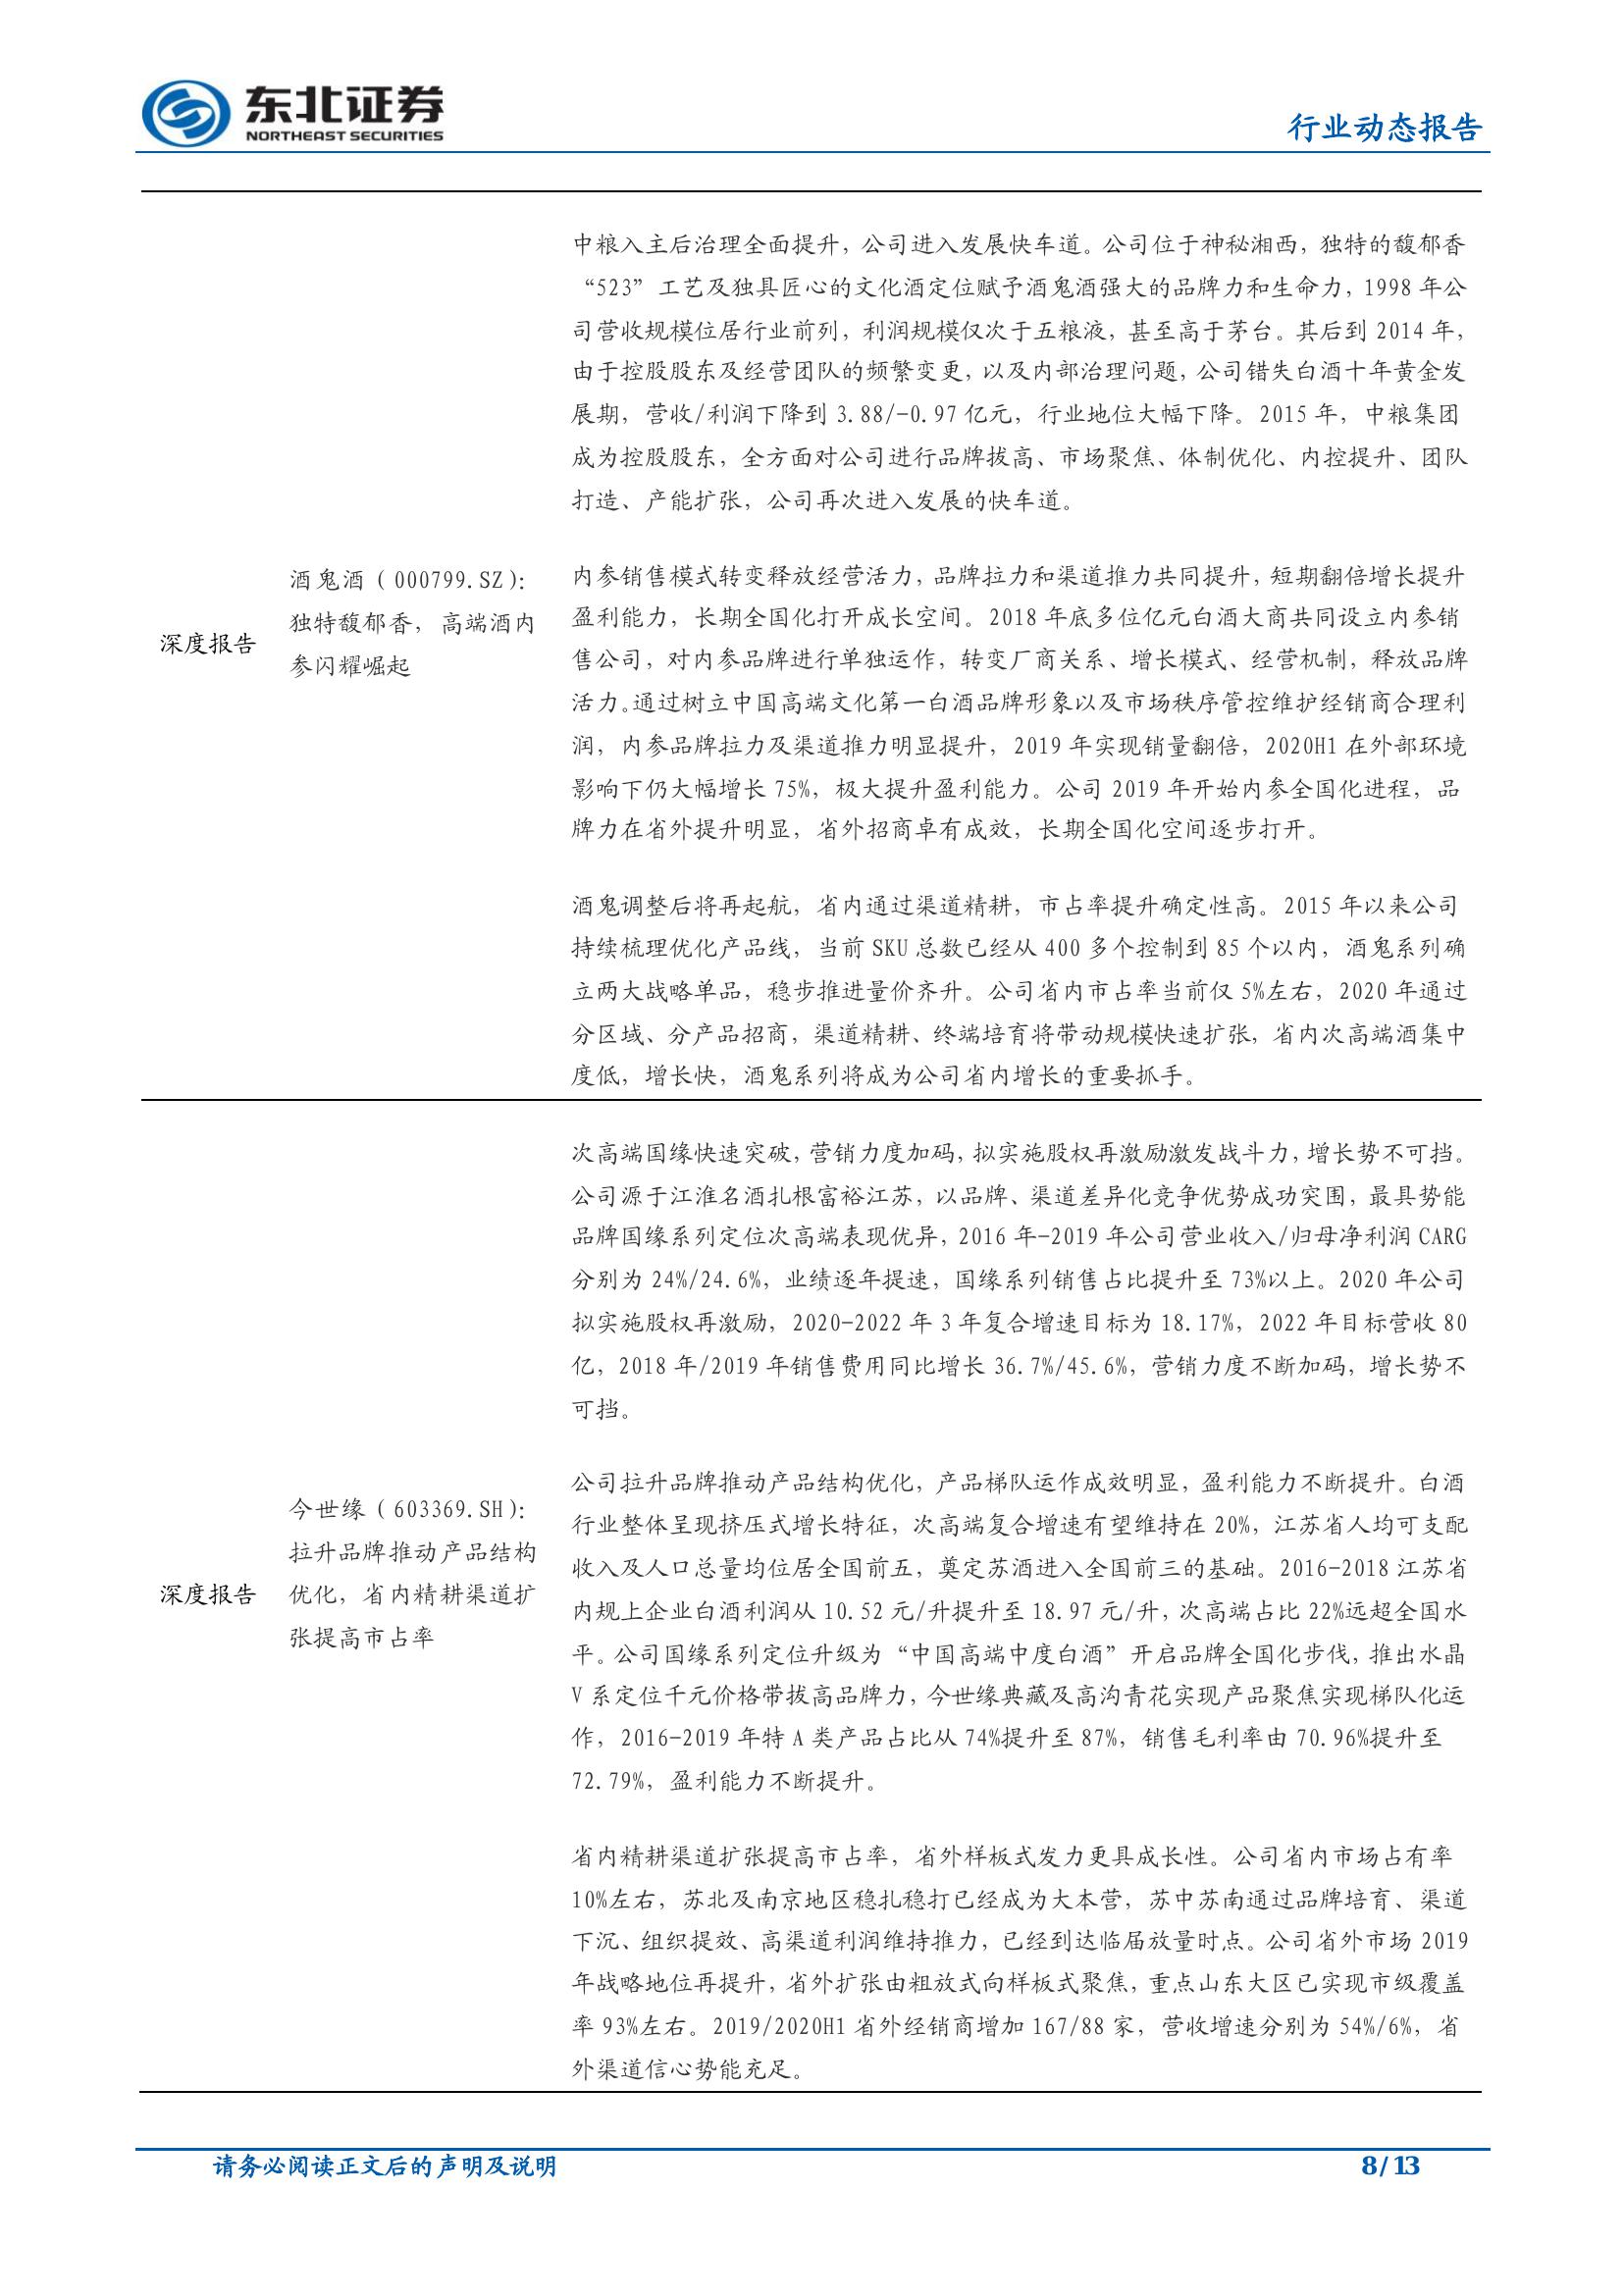 东北证券
NORTHEAST SECURITIES
行业动态报告
中粮入主后治理全面提升，公司进入发展快车道。公司位于神秘湘西，独特的馥郁香
“523”工艺及独具匠心的文化酒定位赋予酒鬼酒强大的品牌力和生命力，1998 年公
司营收规模位居行业前列，利润规模仅次于五粮液，甚至高于茅台。其后到 2014 年，
由于控股股东及经营团队的频繁变更，以及内部治理问题，公司错失白酒十年黄金发
展期，营收/利润下降到 3.88/-0.97 亿元，行业地位大幅下降。2015 年，中粮集团
成为控股股东，全方面对公司进行品牌拔高、市场聚焦、体制优化、内控提升、团队
打造、产能扩张，公司再次进入发展的快车道。
深度报告
酒鬼酒（000799.SZ）：
独特馥郁香，高端酒内
参闪耀崛起
内参销售模式转变释放经营活力，品牌拉力和渠道推力共同提升，短期翻倍增长提升
盈利能力，长期全国化打开成长空间。2018 年底多位亿元白酒大商共同设立内参销
售公司，对内参品牌进行单独运作，转变厂商关系、增长模式、经营机制，释放品牌
活力。通过树立中国高端文化第一白酒品牌形象以及市场秩序管控维护经销商合理利
润，内参品牌拉力及渠道推力明显提升，2019 年实现销量翻倍，2020H1 在外部环境
影响下仍大幅增长 75%，极大提升盈利能力。公司 2019 年开始内参全国化进程，品
牌力在省外提升明显，省外招商卓有成效，长期全国化空间逐步打开。
酒鬼调整后将再起航，省内通过渠道精耕，市占率提升确定性高。2015 年以来公司
持续梳理优化产品线，当前 SKU 总数已经从 400 多个控制到 85 个以内，酒鬼系列确
立两大战略单品，稳步推进量价齐升。公司省内市占率当前仅 5%左右，2020 年通过
分区域、分产品招商，渠道精耕、终端培育将带动规模快速扩张，省内次高端酒集中
度低，增长快，酒鬼系列将成为公司省内增长的重要抓手。
次高端国缘快速突破，营销力度加码，拟实施股权再激励激发战斗力，增长势不可挡。
公司源于江淮名酒扎根富裕江苏，以品牌、渠道差异化竞争优势成功突围，最具势能
品牌国缘系列定位次高端表现优异，2016 年-2019 年公司营业收入/归母净利润 CARG
分别为 24%/24.6%，业绩逐年提速，国缘系列销售占比提升至 73%以上。2020 年公司
拟实施股权再激励，2020-2022 年 3 年复合增速目标为 18.17%，2022 年目标营收 80
亿，2018 年/2019 年销售费用同比增长 36.7%/45.6%，营销力度不断加码，增长势不
可挡。
深度报告
今世缘（603369.SH）：
拉升品牌推动产品结构
优化，省内精耕渠道扩
张提高市占率
公司拉升品牌推动产品结构优化，产品梯队运作成效明显，盈利能力不断提升。白酒
行业整体呈现挤压式增长特征，次高端复合增速有望维持在 20%，江苏省人均可支配
收入及人口总量均位居全国前五，奠定苏酒进入全国前三的基础。2016-2018 江苏省
内规上企业白酒利润从 10.52 元/升提升至 18.97 元/升，次高端占比 22%远超全国水
平。公司国缘系列定位升级为“中国高端中度白酒”开启品牌全国化步伐，推出水晶
V 系定位千元价格带拔高品牌力，今世缘典藏及高沟青花实现产品聚焦实现梯队化运
作，2016-2019 年特 A 类产品占比从 74%提升至 87%，销售毛利率由 70.96%提升至
72.79%，盈利能力不断提升。
省内精耕渠道扩张提高市占率，省外样板式发力更具成长性。公司省内市场占有率
10%左右，苏北及南京地区稳扎稳打已经成为大本营，苏中苏南通过品牌培育、渠道
下沉、组织提效、高渠道利润维持推力，已经到达临届放量时点。公司省外市场 2019
年战略地位再提升，省外扩张由粗放式向样板式聚焦，重点山东大区已实现市级覆盖
率 93%左右。2019/2020H1 省外经销商增加 167/88 家，营收增速分别为 54%/6%，省
外渠道信心势能充足。
请务必阅读正文后的声明及说明
8/13